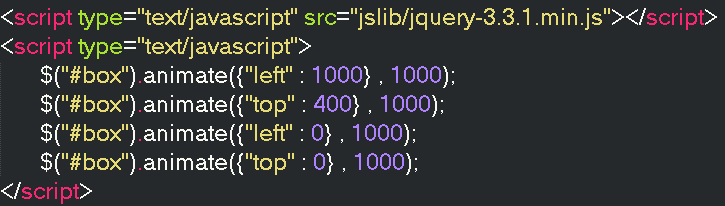 <script type="text/javascript" src="jslib/jquery-3.3.1.min.js"></script>
<script type="text/javascript">
$("#box").animate({"left" : 1000} , 1000);
$("#box").animate({"top" : 400} , 1000);
$("#box").animate({"left" : 0} , 1000);
$("#box").animate({"top" : 0} , 1000);
</script>